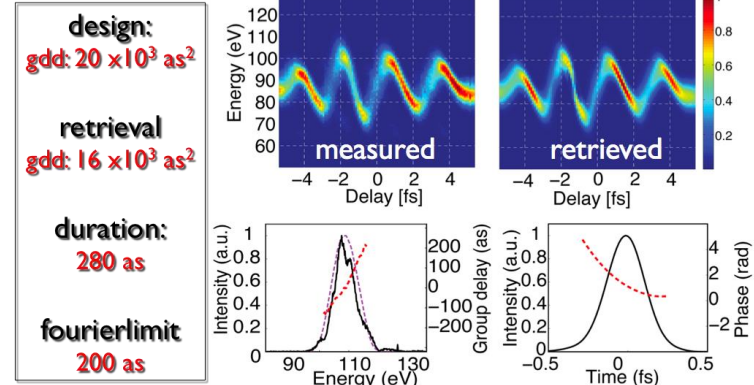 design:
gdd: 20 x10³ as²
retrieval
gdd: 16 x10³ as²
duration:
280 as
fourierlimit
200 as
Energy (eV)
120
110
100
90
80
70
60
measured
−4 −2 0 2 4
Delay [fs]
retrieved
−4 −2 0 2 4
Delay [fs]
0.8
0.6
0.4
0.2
Intensity (a.u.)
1
0.8
0.6
0.4
0.2
0
90 110 130
Energy (eV)
200
100
0
−100
−200
Group delay (as)
Intensity (a.u.)
1
0.8
0.6
0.4
0.2
0
−0.5 0 0.5
Time (fs)
4
2
0
−2
Phase (rad)